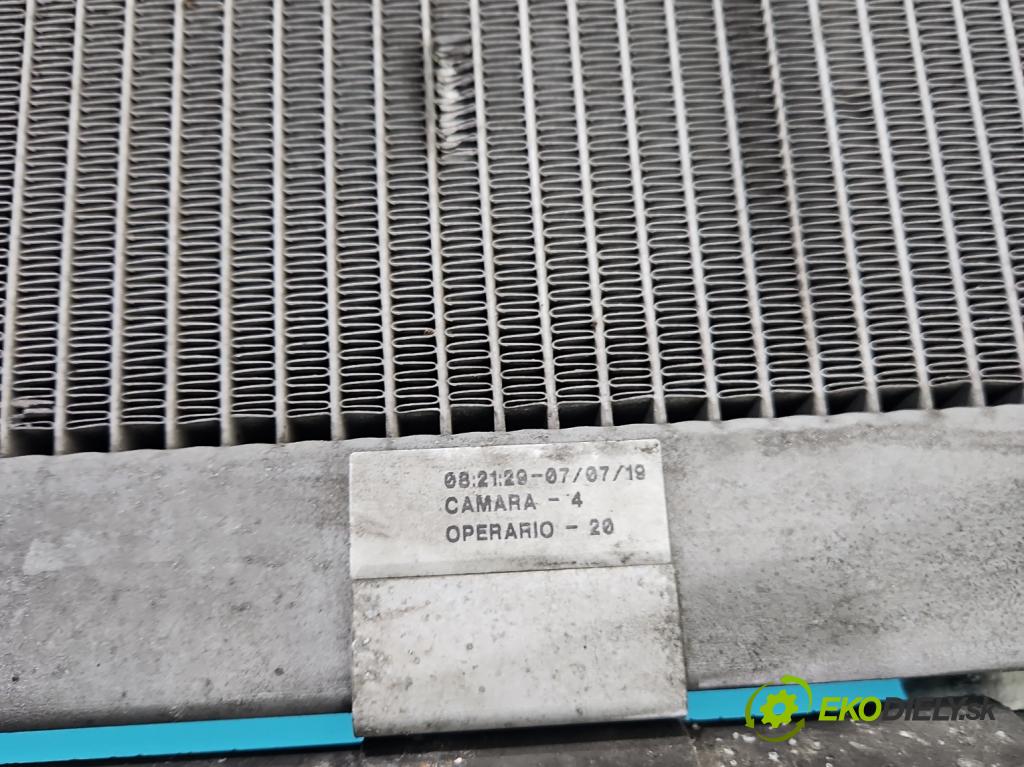 08:21:29-07/07/19
CAMARA - 4
OPERARIO - 20
EKODIELY.SK